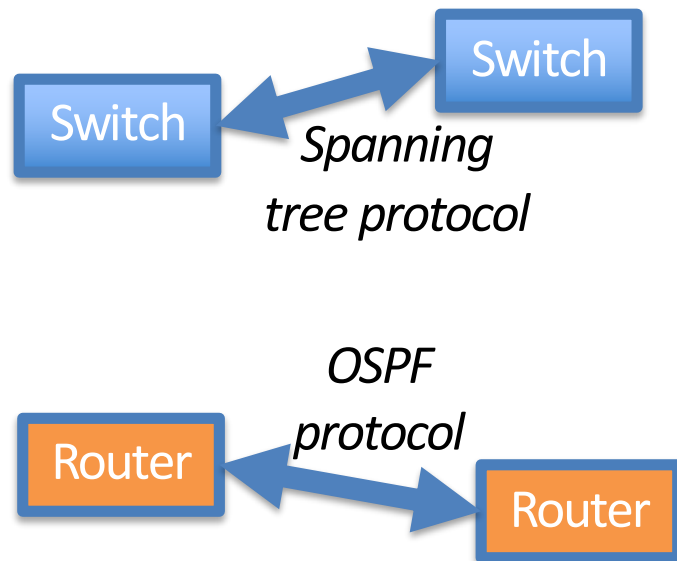 Switch
Switch
Spanning
tree protocol
OSPF
protocol
Router
Router